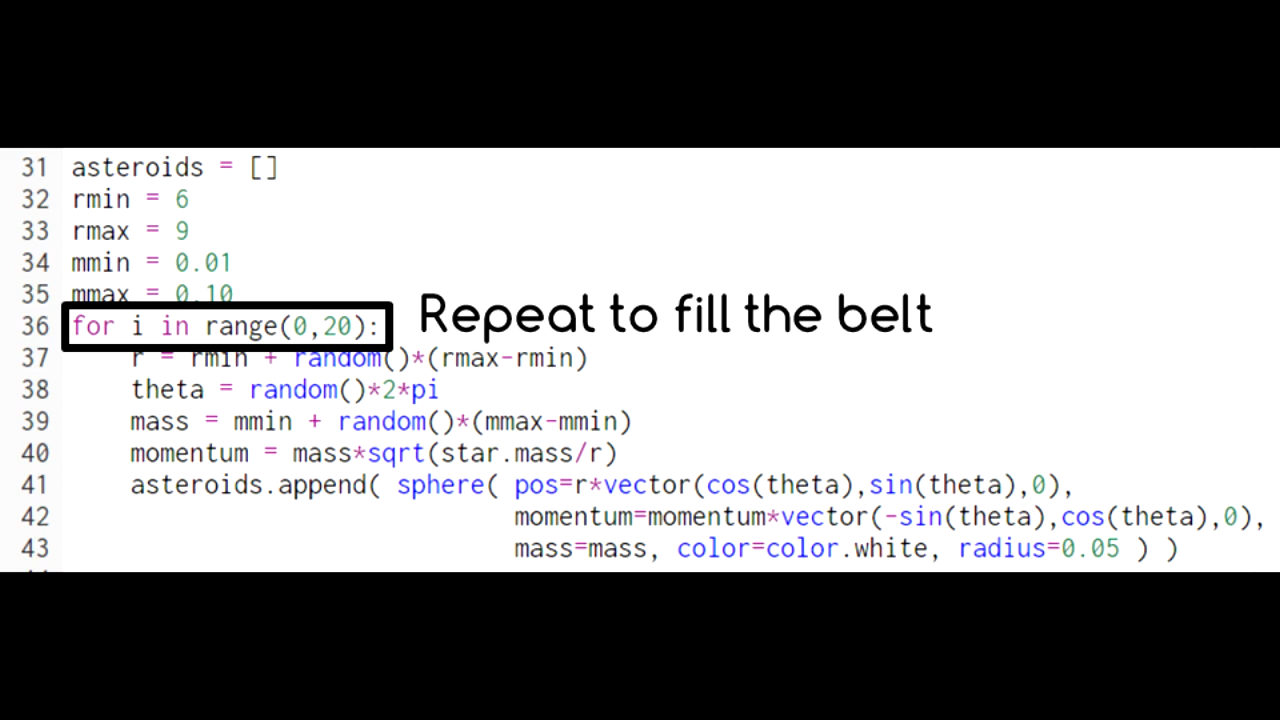 31 asteroids = []
32 rmin = 6
33 rmax = 9
34 mmin = 0.01
35 mmax = 0.10
36 for i in range(0,20):
Repeat to fill the belt
37     r = rmin + random()*(rmax-rmin)
38     theta = random()*2*pi
39     mass = mmin + random()*(mmax-mmin)
40     momentum = mass*sqrt(star.mass/r)
41     asteroids.append( sphere( pos=r*vector(cos(theta),sin(theta),0),
42                               momentum=momentum*vector(-sin(theta),cos(theta),0),
43                               mass=mass, color=color.white, radius=0.05 ) )